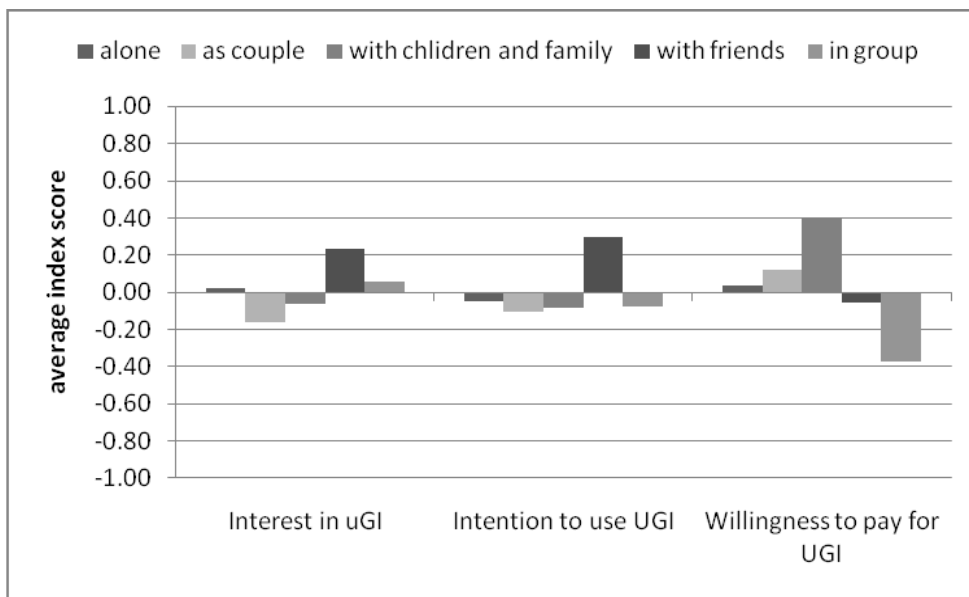 alone as couple with chlidren and family with friends in group
1.00
0.80
0.60
0.40
0.20
0.00
-0.20
-0.40
-0.60
-0.80
-1.00
average index score
Interest in uGI
Intention to use UGI
Willingness to pay for
UGI